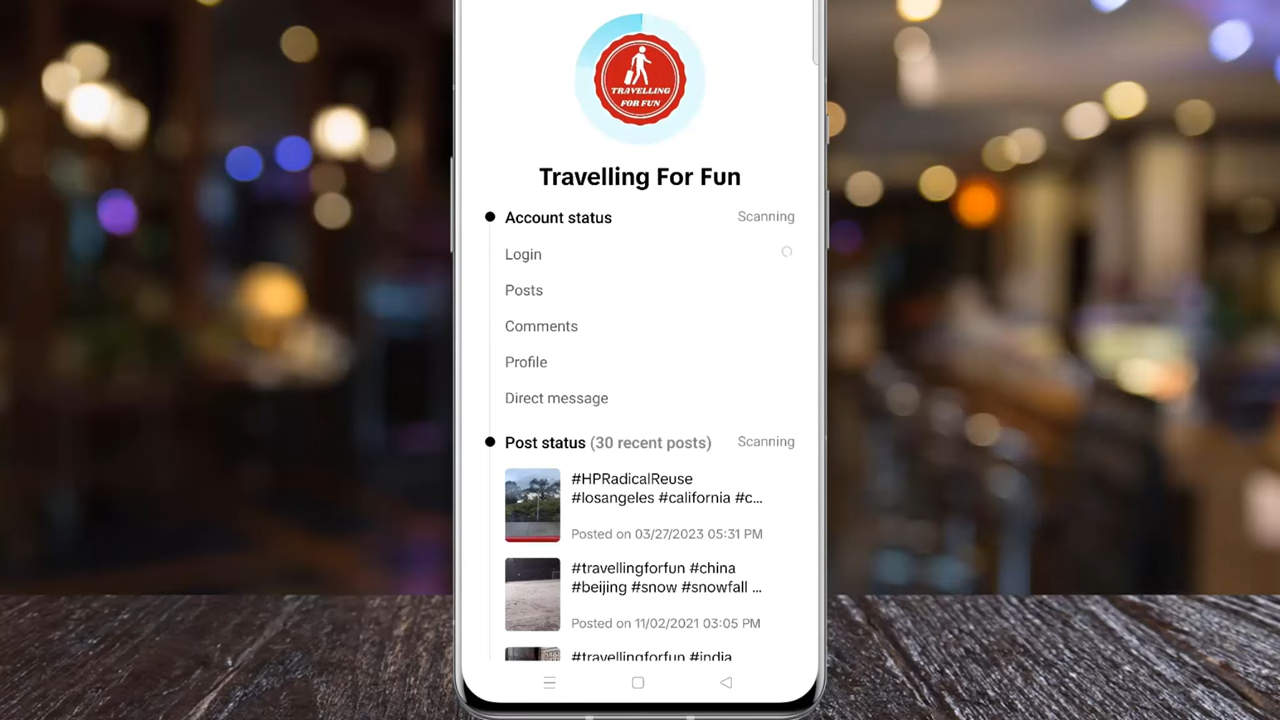 TRAVELLING
FOR FUN
Travelling For Fun
Account status Scanning
Login
Posts
Comments
Profile
Direct message
Post status (30 recent posts) Scanning
#HPRadicalReuse
#losangeles #california #c...
Posted on 03/27/2023 05:31 PM
#travellingforfun #china
#beijing #snow #snowfall ...
Posted on 11/02/2021 03:05 PM
#travellingforfun #india